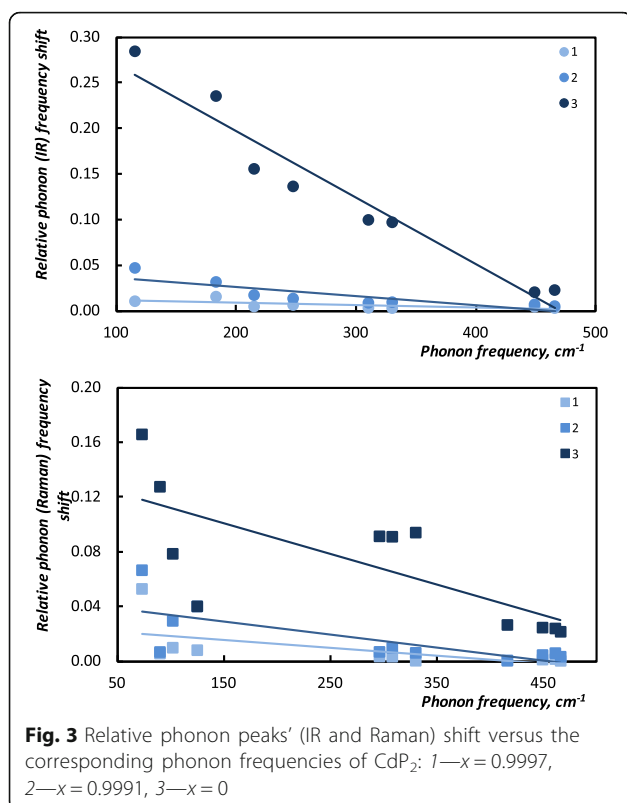 Relative phonon (IR) frequency shift
0.30
0.25
0.20
0.15
0.10
0.05
0.00
1
2
3
100 200 300 400 500
Phonon frequency, cm⁻¹
Relative phonon (Raman) frequency
shift
0.20
0.16
0.12
0.08
0.04
0.00
1
2
3
50 150 250 350 450
Phonon frequency, cm⁻¹
Fig. 3 Relative phonon peaks’ (IR and Raman) shift versus the
corresponding phonon frequencies of CdP₂: 1—x = 0.9997,
2—x = 0.9991, 3—x = 0